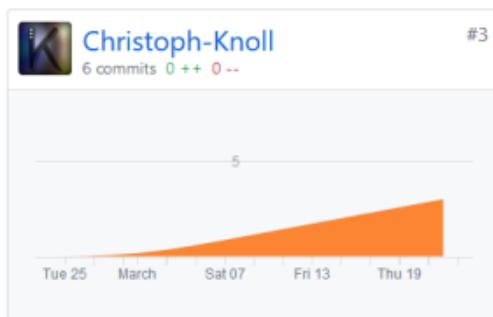 Christoph-Knoll #3
6 commits 0 ++ 0 --
5
Tue 25 March Sat 07 Fri 13 Thu 19